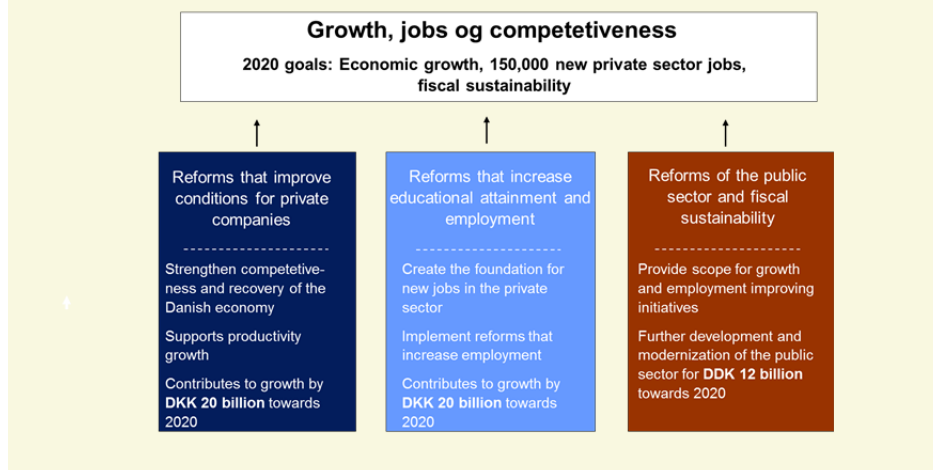 Growth, jobs og competetiveness
2020 goals: Economic growth, 150,000 new private sector jobs,
fiscal sustainability
Reforms that improve
conditions for private
companies
Strengthen competetive-
ness and recovery of the
Danish economy
Supports productivity
growth
Contributes to growth by
DKK 20 billion towards
2020
Reforms that increase
educational attainment and
employment
Create the foundation for
new jobs in the private
sector
Implement reforms that
increase employment
Contributes to growth by
DKK 20 billion towards
2020
Reforms of the public
sector and fiscal
sustainability
Provide scope for growth
and employment improving
initiatives
Further development and
modernization of the public
sector for DDK 12 billion
towards 2020